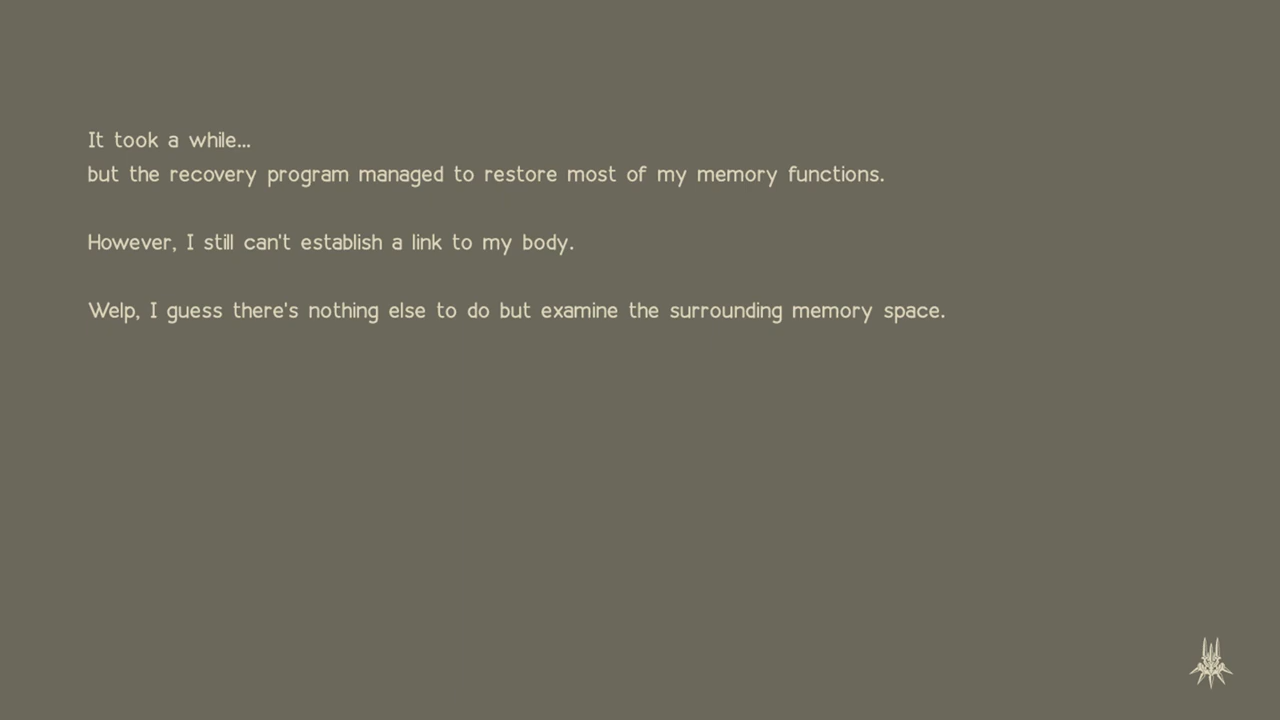 It took a while...
but the recovery program managed to restore most of my memory functions.
However, I still can't establish a link to my body.
Welp, I guess there's nothing else to do but examine the surrounding memory space.